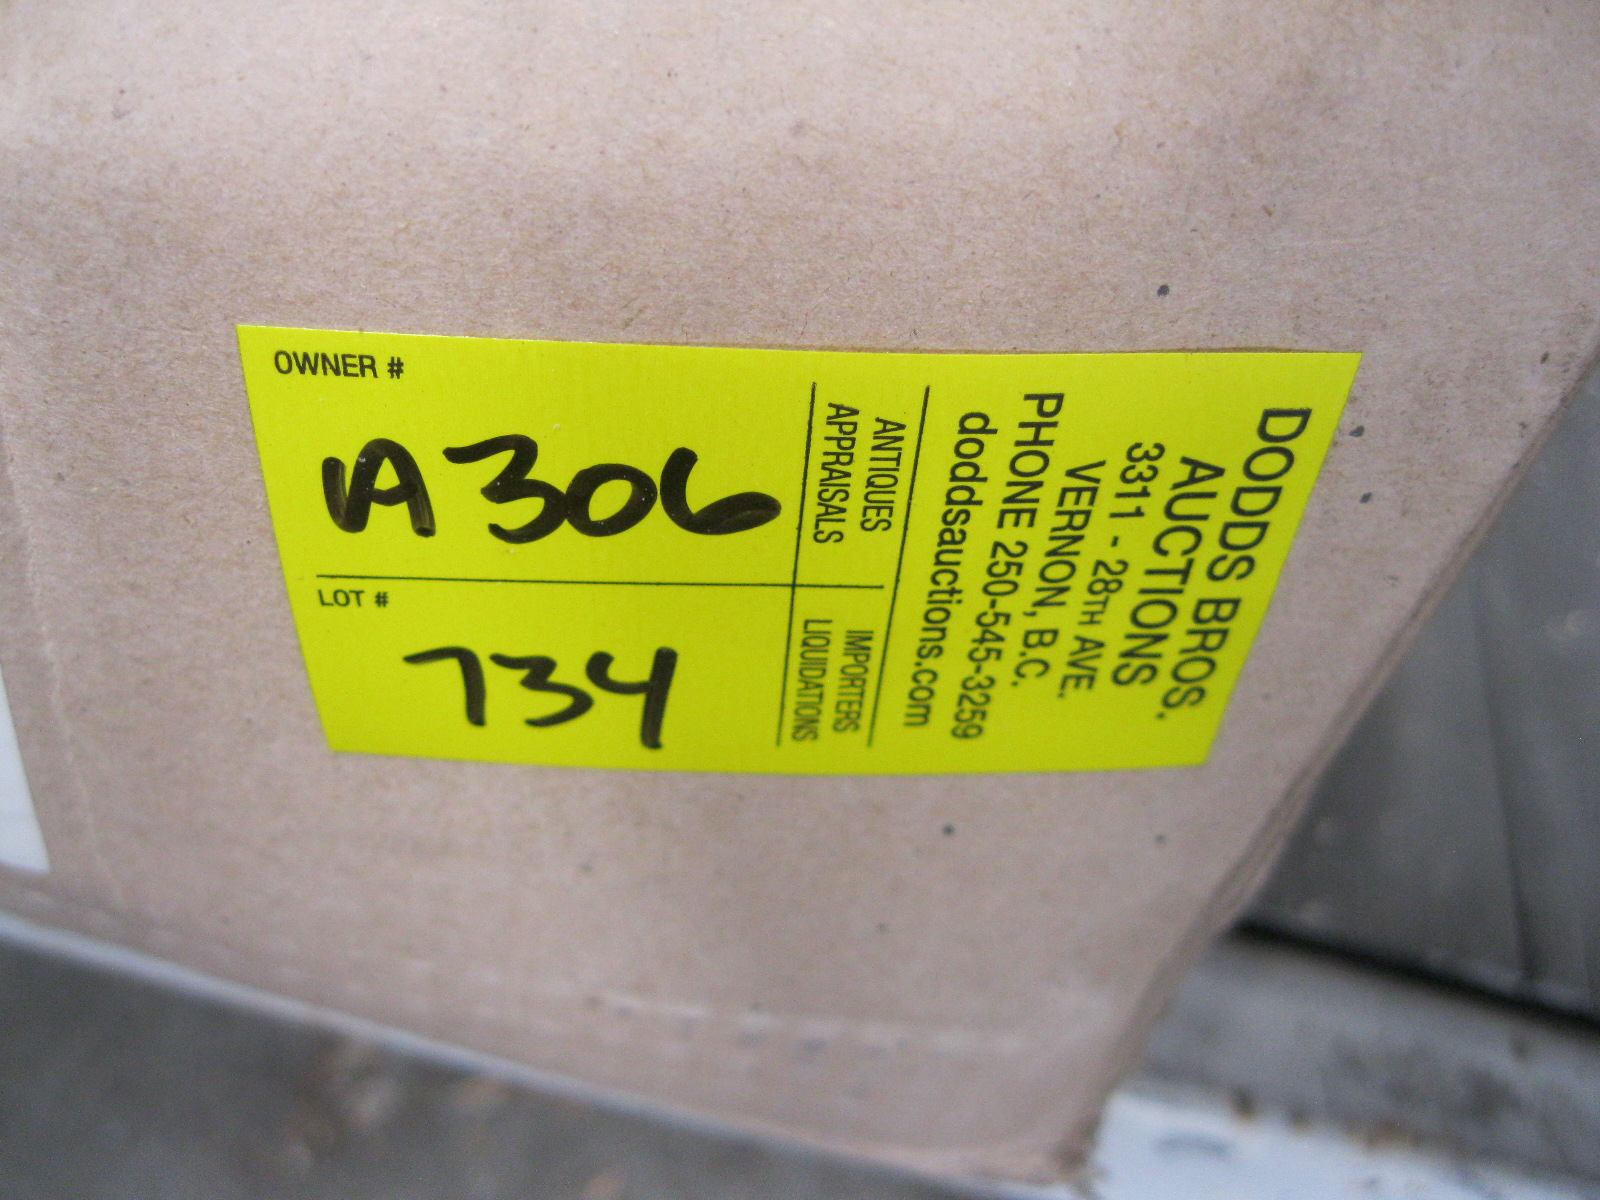 OWNER #
A306
LOT #
734
DODDS BROS.
AUCTIONS
3311 - 28TH AVE.
VERNON, B.C.
PHONE 250-545-3259
doddsauctions.com
ANTIQUES
APPRAISALS
IMPORTERS
LIQUIDATIONS